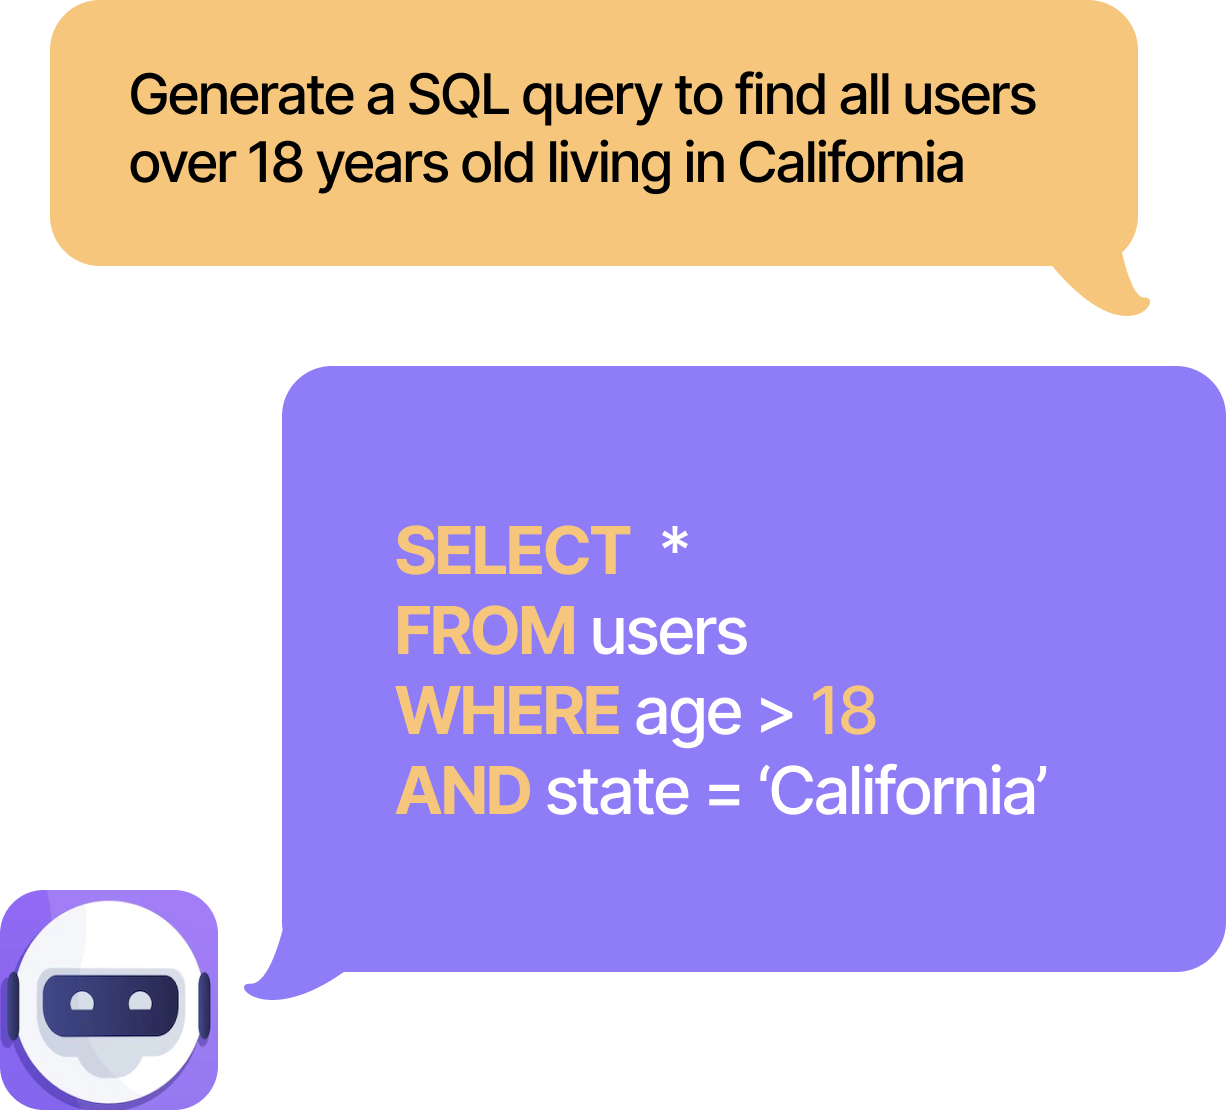 Generate a SQL query to find all users
over 18 years old living in California
SELECT *
FROM users
WHERE age > 18
AND state = ‘California’